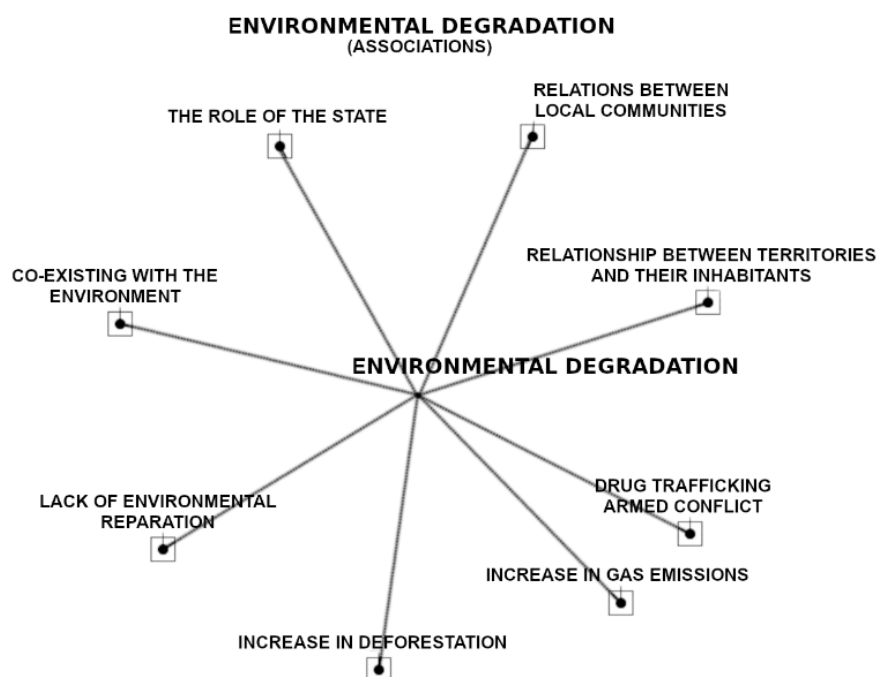 ENVIRONMENTAL DEGRADATION
(ASSOCIATIONS)
RELATIONS BETWEEN
LOCAL COMMUNITIES
THE ROLE OF THE STATE
RELATIONSHIP BETWEEN TERRITORIES
AND THEIR INHABITANTS
CO-EXISTING WITH THE
ENVIRONMENT
ENVIRONMENTAL DEGRADATION
DRUG TRAFFICKING
ARMED CONFLICT
LACK OF ENVIRONMENTAL
REPARATION
INCREASE IN GAS EMISSIONS
INCREASE IN DEFORESTATION